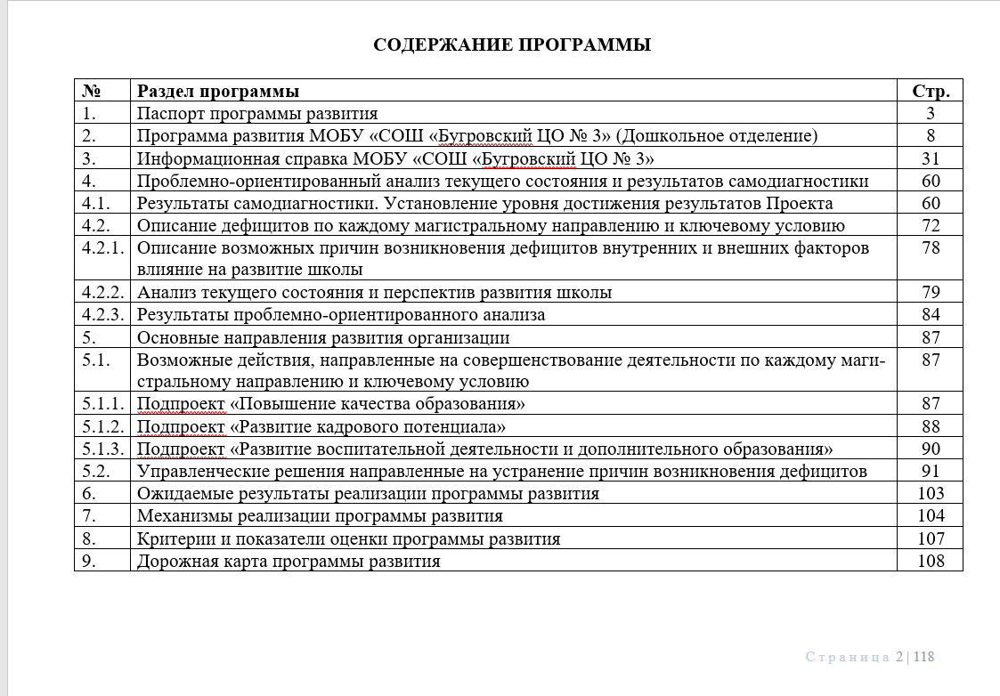 СОДЕРЖАНИЕ ПРОГРАММЫ
№ Раздел программы Стр.
1. Паспорт программы развития 3
2. Программа развития МОБУ «СОШ «Бугровский ЦО № 3» (Дошкольное отделение) 8
3. Информационная справка МОБУ «СОШ «Бугровский ЦО № 3» 31
4. Проблемно-ориентированный анализ текущего состояния и результатов самодиагностики 60
4.1. Результаты самодиагностики. Установление уровня достижения результатов Проекта 60
4.2. Описание дефицитов по каждому магистральному направлению и ключевому условию 72
4.2.1. Описание возможных причин возникновения дефицитов внутренних и внешних факторов 78
влияние на развитие школы
4.2.2. Анализ текущего состояния и перспектив развития школы 79
4.2.3. Результаты проблемно-ориентированного анализа 84
5. Основные направления развития организации 87
5.1. Возможные действия, направленные на совершенствование деятельности по каждому маги- 87
стральному направлению и ключевому условию
5.1.1. Подпроект «Повышение качества образования» 87
5.1.2. Подпроект «Развитие кадрового потенциала» 88
5.1.3. Подпроект «Развитие воспитательной деятельности и дополнительного образования» 90
5.2. Управленческие решения направленные на устранение причин возникновения дефицитов 91
6. Ожидаемые результаты реализации программы развития 103
7. Механизмы реализации программы развития 104
8. Критерии и показатели оценки программы развития 107
9. Дорожная карта программы развития 108
Страница 2 | 118